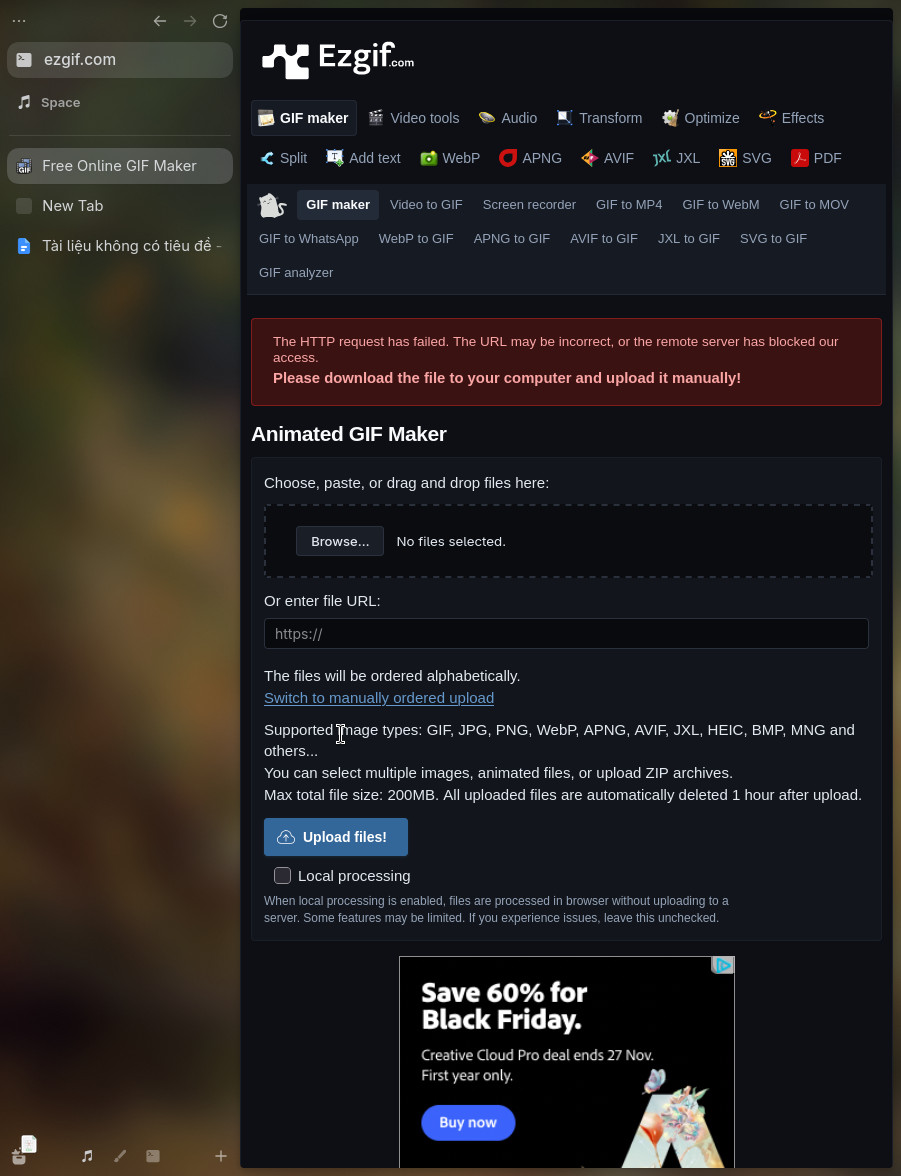 ezgif.com
Space
Free Online GIF Maker
New Tab
Tài liệu không có tiêu đề -
Ezgif.com
GIF maker Video tools Audio Transform Optimize Effects
Split Add text WebP APNG AVIF JXL SVG PDF
GIF maker Video to GIF Screen recorder GIF to MP4 GIF to WebM GIF to MOV
GIF to WhatsApp WebP to GIF APNG to GIF AVIF to GIF JXL to GIF SVG to GIF
GIF analyzer
The HTTP request has failed. The URL may be incorrect, or the remote server has blocked our
access.
Please download the file to your computer and upload it manually!
Animated GIF Maker
Choose, paste, or drag and drop files here:
Browse... No files selected.
Or enter file URL:
https://
The files will be ordered alphabetically.
Switch to manually ordered upload
Supported image types: GIF, JPG, PNG, WebP, APNG, AVIF, JXL, HEIC, BMP, MNG and
others...
You can select multiple images, animated files, or upload ZIP archives.
Max total file size: 200MB. All uploaded files are automatically deleted 1 hour after upload.
Upload files!
Local processing
When local processing is enabled, files are processed in browser without uploading to a
server. Some features may be limited. If you experience issues, leave this unchecked.
Save 60% for
Black Friday.
Creative Cloud Pro deal ends 27 Nov.
First year only.
Buy now